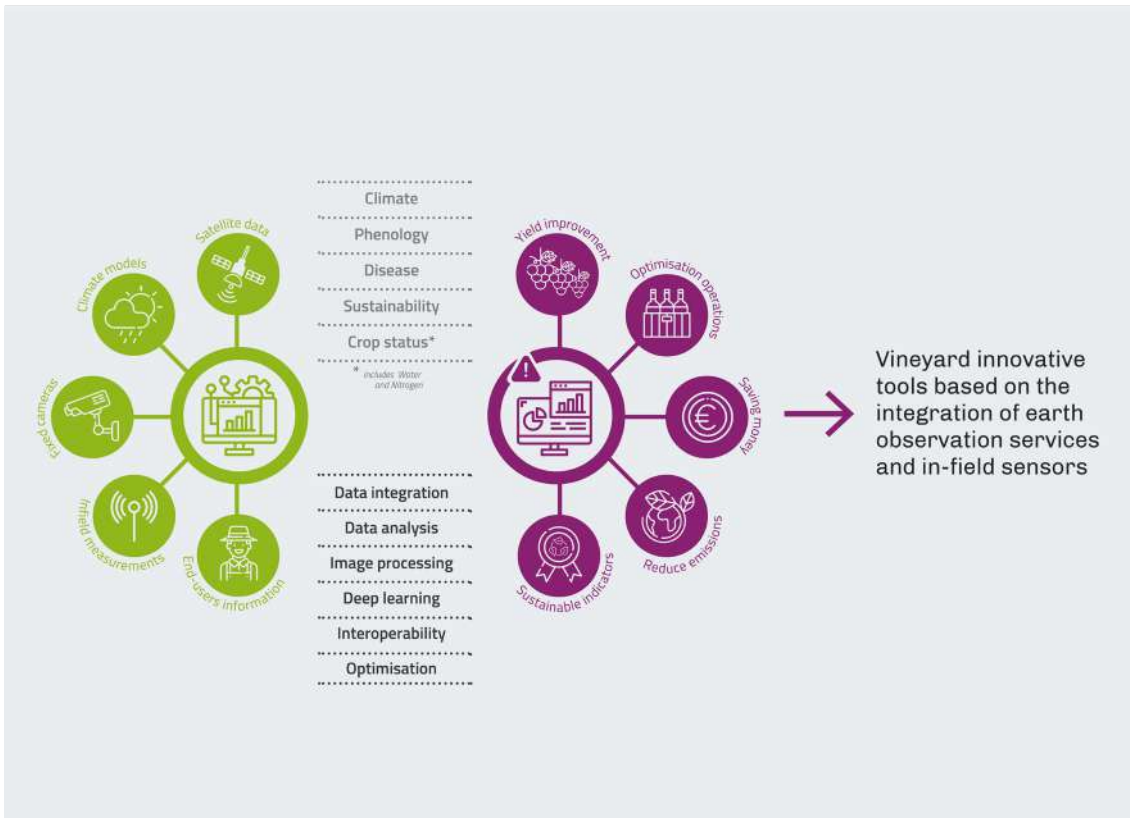 Satellite data
Climate models
Fixed cameras
Infield measurements
End-users information
Climate
Phenology
Disease
Sustainability
Crop status*
* includes Water
and Nitrogen
Data integration
Data analysis
Image processing
Deep learning
Interoperability
Optimisation
Yield improvement
Optimisation operations
Saving money
Reduce emissions
Sustainable indicators
Vineyard innovative
tools based on the
integration of earth
observation services
and in-field sensors